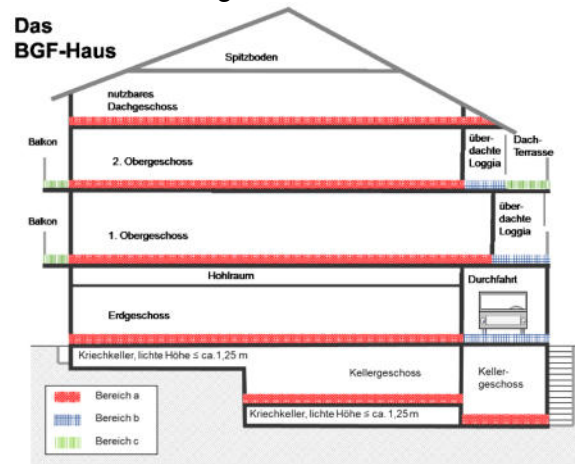 Das
BGF-Haus
Spitzboden
nutzbares
Dachgeschoss
Balkon
2. Obergeschoss
über-
dachte
Loggia
Dach-
Terrasse
Balkon
1. Obergeschoss
über-
dachte
Loggia
Hohlraum
Durchfahrt
Erdgeschoss
Kriechkeller, lichte Höhe ≤ ca. 1,25 m
Kellergeschoss
Keller-
geschoss
Kriechkeller, lichte Höhe ≤ ca. 1,25 m
Bereich a
Bereich b
Bereich c